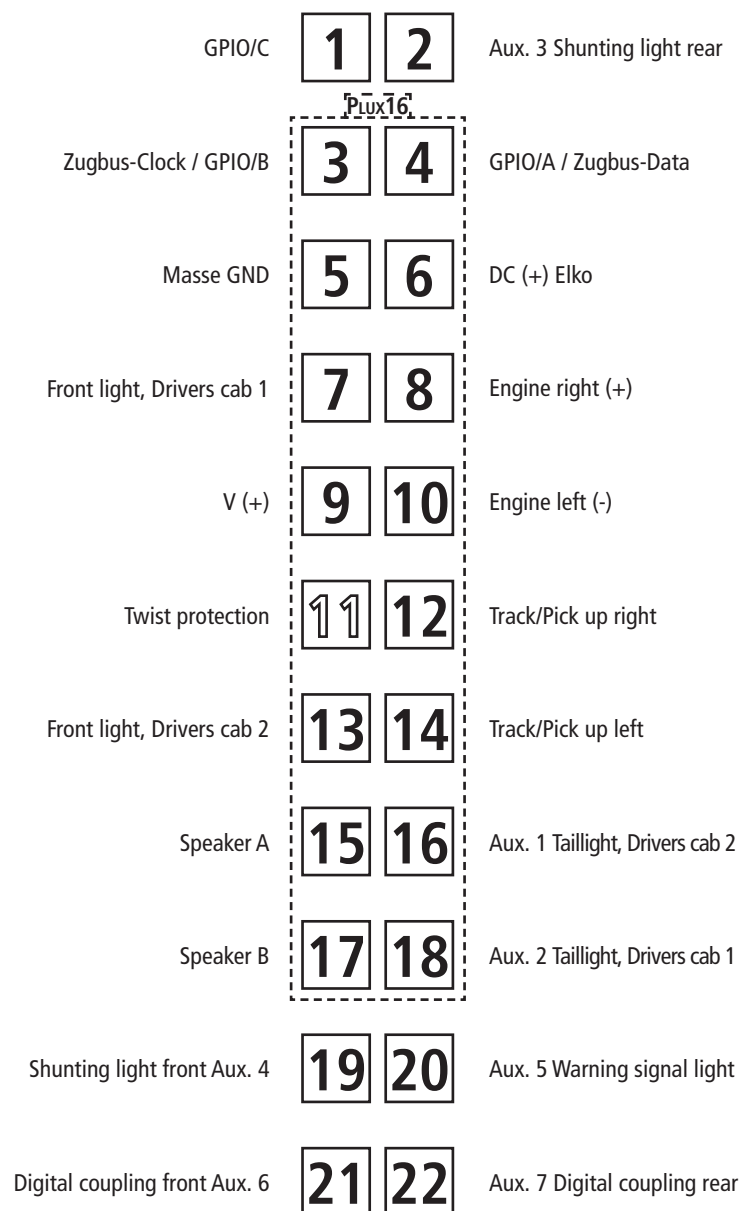 GPIO/C 1 2 Aux. 3 Shunting light rear
PLUX16
Zugbus-Clock / GPIO/B 3 4 GPIO/A / Zugbus-Data
Masse GND 5 6 DC (+) Elko
Front light, Drivers cab 1 7 8 Engine right (+)
V (+) 9 10 Engine left (-)
Twist protection 11 12 Track/Pick up right
Front light, Drivers cab 2 13 14 Track/Pick up left
Speaker A 15 16 Aux. 1 Taillight, Drivers cab 2
Speaker B 17 18 Aux. 2 Taillight, Drivers cab 1
Shunting light front Aux. 4 19 20 Aux. 5 Warning signal light
Digital coupling front Aux. 6 21 22 Aux. 7 Digital coupling rear